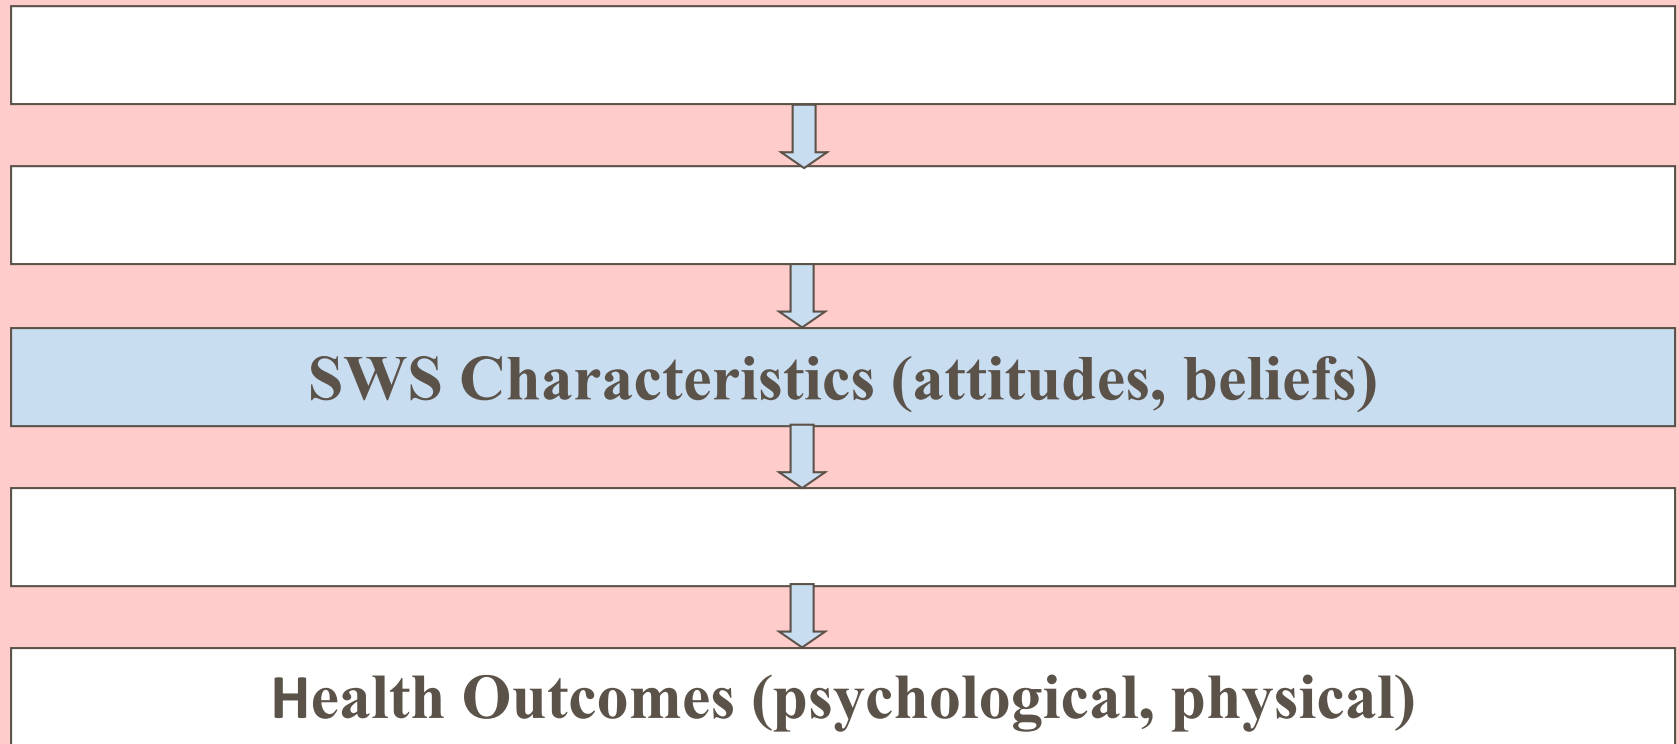 SWS Characteristics (attitudes, beliefs)
Health Outcomes (psychological, physical)